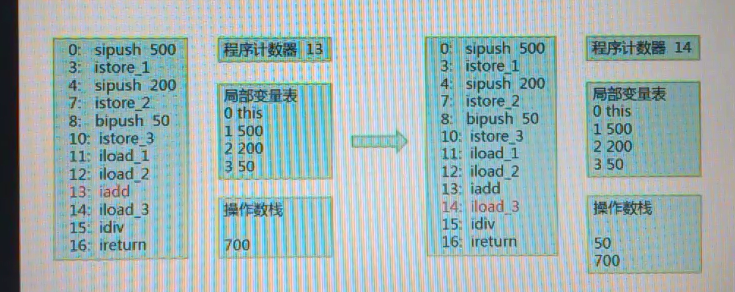 0: sipush 500
3: istore_1
4: sipush 200
7: istore_2
8: bipush 50
10: istore_3
11: iload_1
12: iload_2
13: iadd
14: iload_3
15: idiv
16: ireturn
程序计数器 13
局部变量表
0 this
1 500
2 200
3 50
操作数栈
700
0: sipush 500
3: istore_1
4: sipush 200
7: istore_2
8: bipush 50
10: istore_3
11: iload_1
12: iload_2
13: iadd
14: iload_3
15: idiv
16: ireturn
程序计数器 14
局部变量表
0 this
1 500
2 200
3 50
操作数栈
50
700